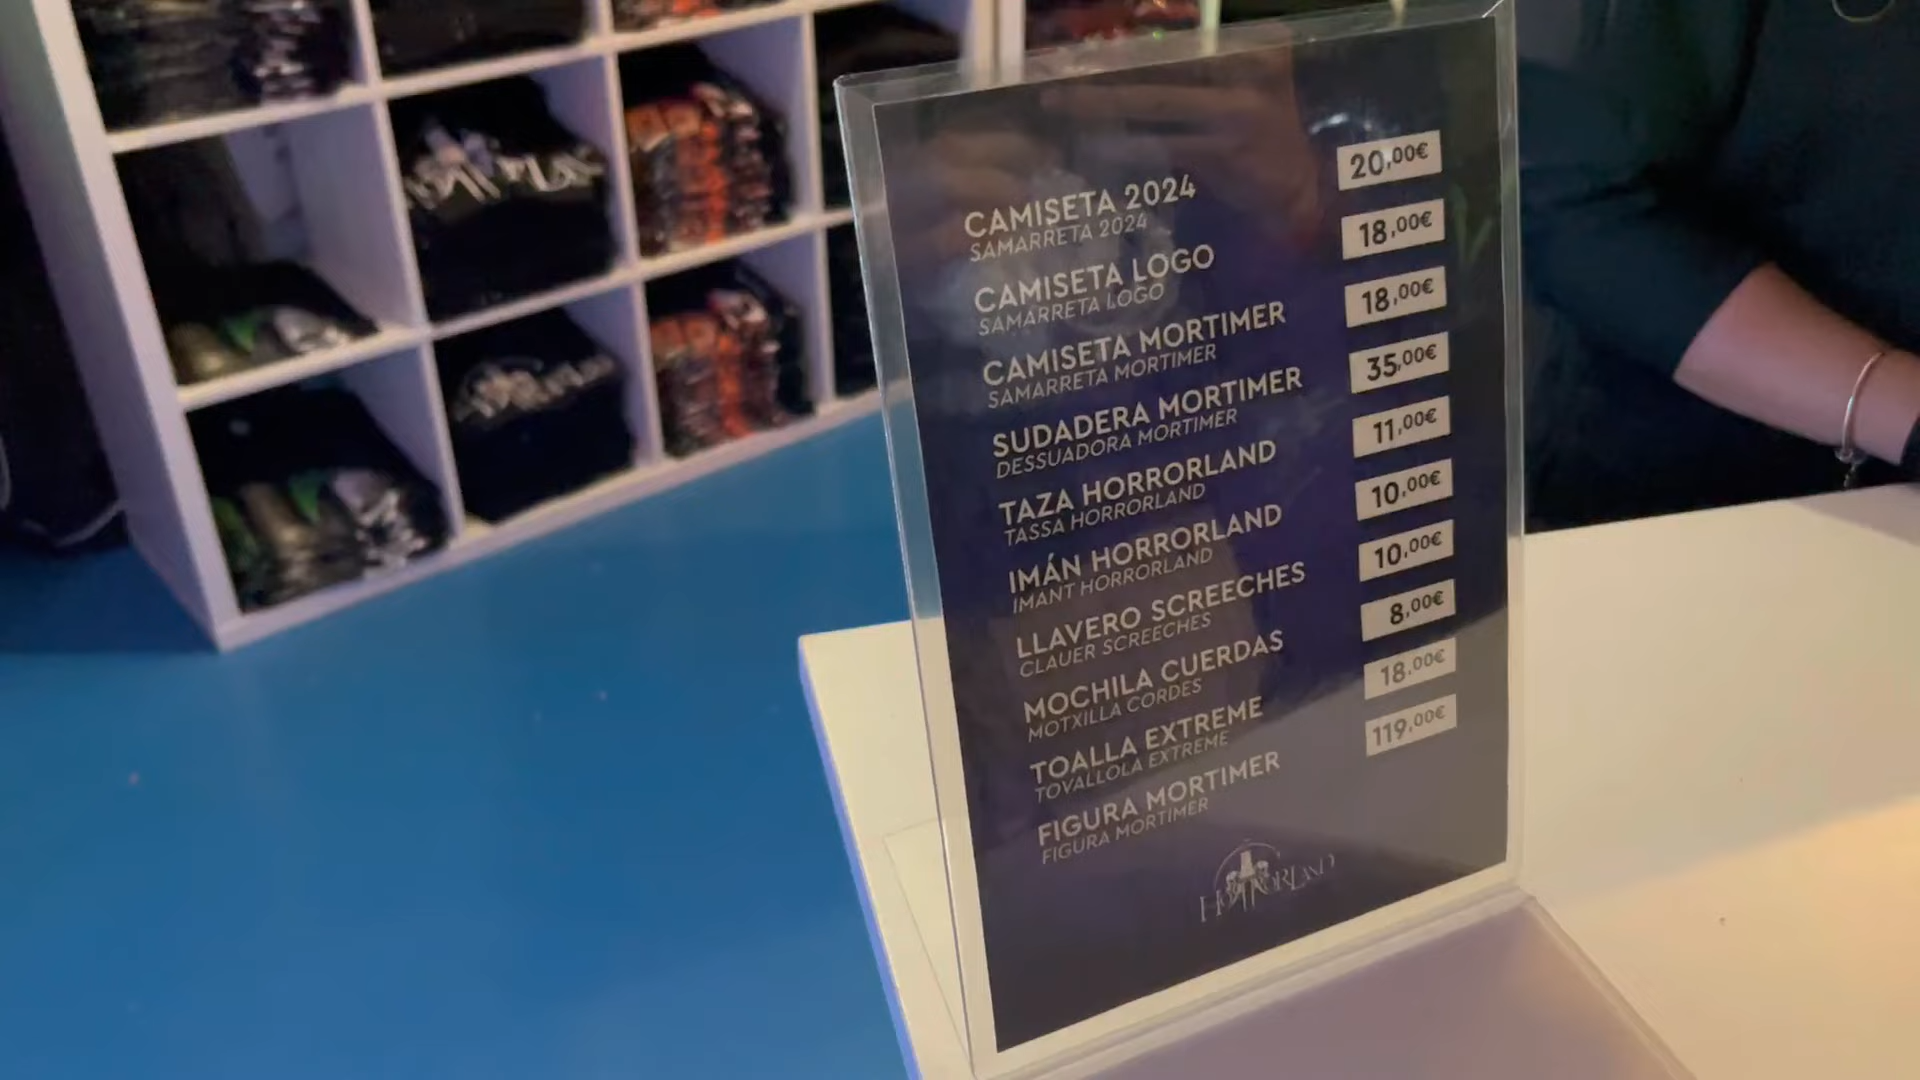 CAMISETA 2024 20,00€
SAMARRETA 2024
CAMISETA LOGO 18,00€
SAMARRETA LOGO
CAMISETA MORTIMER 18,00€
SAMARRETA MORTIMER
SUDADERA MORTIMER 35,00€
DESSUADORA MORTIMER
TAZA HORRORLAND 11,00€
TASSA HORRORLAND
IMÁN HORRORLAND 10,00€
IMANT HORRORLAND
LLAVERO SCREECHES 10,00€
CLAUER SCREECHES
MOCHILA CUERDAS 8,00€
MOTXILLA CORDES
TOALLA EXTREME 18,00€
TOVALLOLA EXTREME
FIGURA MORTIMER 119,00€
FIGURA MORTIMER
HORRORLAND